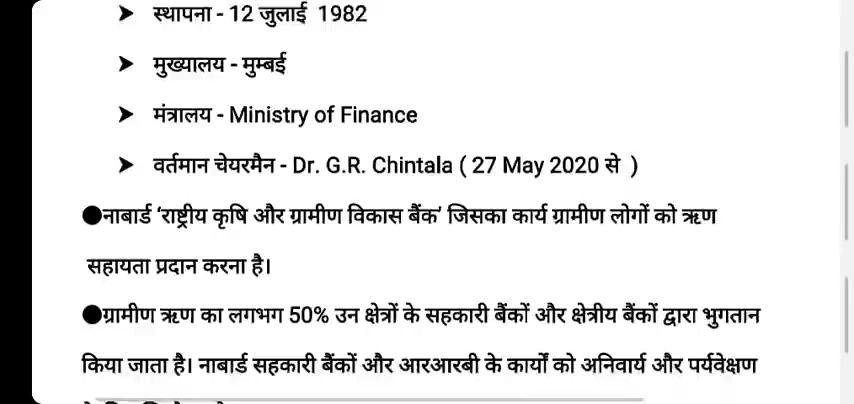 ➤ स्थापना - 12 जुलाई 1982
➤ मुख्यालय - मुम्बई
➤ मंत्रालय - Ministry of Finance
➤ वर्तमान चेयरमैन - Dr. G.R. Chintala ( 27 May 2020 से )
●नाबार्ड ‘राष्ट्रीय कृषि और ग्रामीण विकास बैंक’ जिसका कार्य ग्रामीण लोगों को ऋण
सहायता प्रदान करना है।
●ग्रामीण ऋण का लगभग 50% उन क्षेत्रों के सहकारी बैंकों और क्षेत्रीय बैंकों द्वारा भुगतान
किया जाता है। नाबार्ड सहकारी बैंकों और आरआरबी के कार्यों को अनिवार्य और पर्यवेक्षण